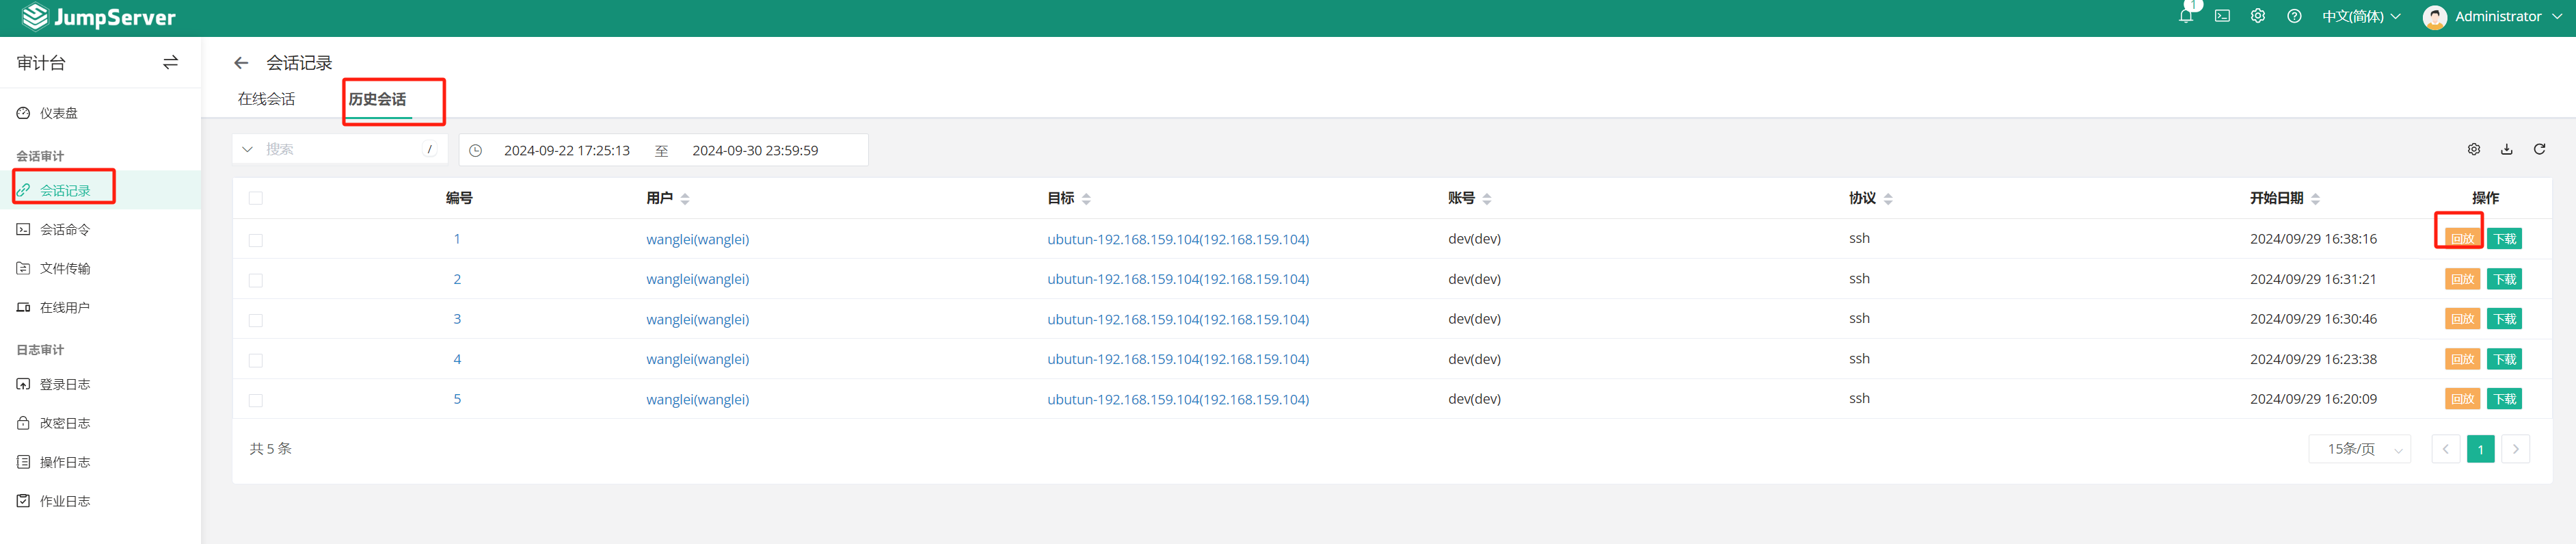 JumpServer
1
中文(简体)
Administrator
审计台
会话记录
在线会话
历史会话
仪表盘
会话审计
会话记录
会话命令
文件传输
在线用户
日志审计
登录日志
改密日志
操作日志
作业日志
搜索 /
2024-09-22 17:25:13 至 2024-09-30 23:59:59
编号 用户 目标 账号 协议 开始日期 操作
1 wanglei(wanglei) ubutun-192.168.159.104(192.168.159.104) dev(dev) ssh 2024/09/29 16:38:16 回放 下载
2 wanglei(wanglei) ubutun-192.168.159.104(192.168.159.104) dev(dev) ssh 2024/09/29 16:31:21 回放 下载
3 wanglei(wanglei) ubutun-192.168.159.104(192.168.159.104) dev(dev) ssh 2024/09/29 16:30:46 回放 下载
4 wanglei(wanglei) ubutun-192.168.159.104(192.168.159.104) dev(dev) ssh 2024/09/29 16:23:38 回放 下载
5 wanglei(wanglei) ubutun-192.168.159.104(192.168.159.104) dev(dev) ssh 2024/09/29 16:20:09 回放 下载
共 5 条
15条/页
1